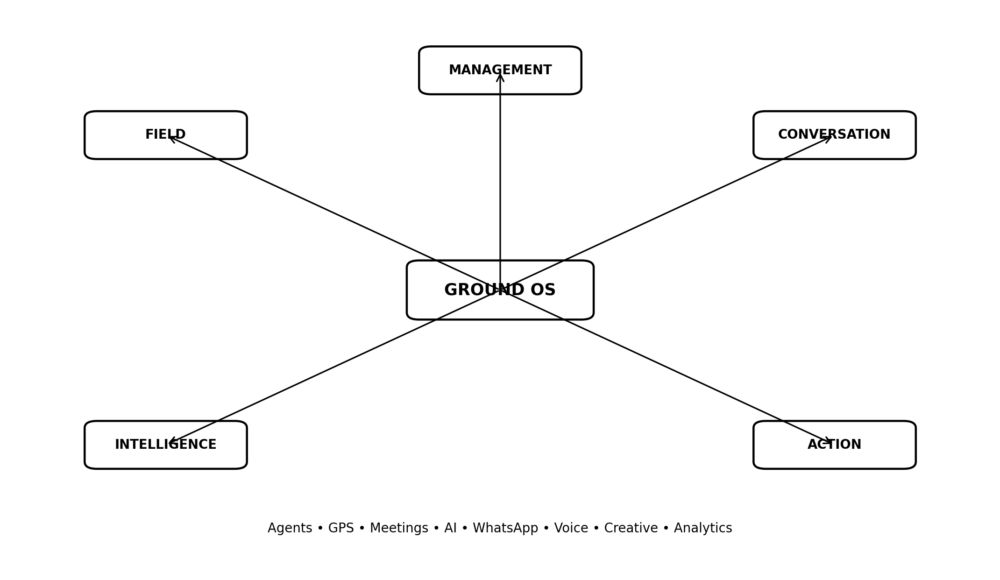 MANAGEMENT
FIELD
CONVERSATION
GROUND OS
INTELLIGENCE
ACTION
Agents • GPS • Meetings • AI • WhatsApp • Voice • Creative • Analytics